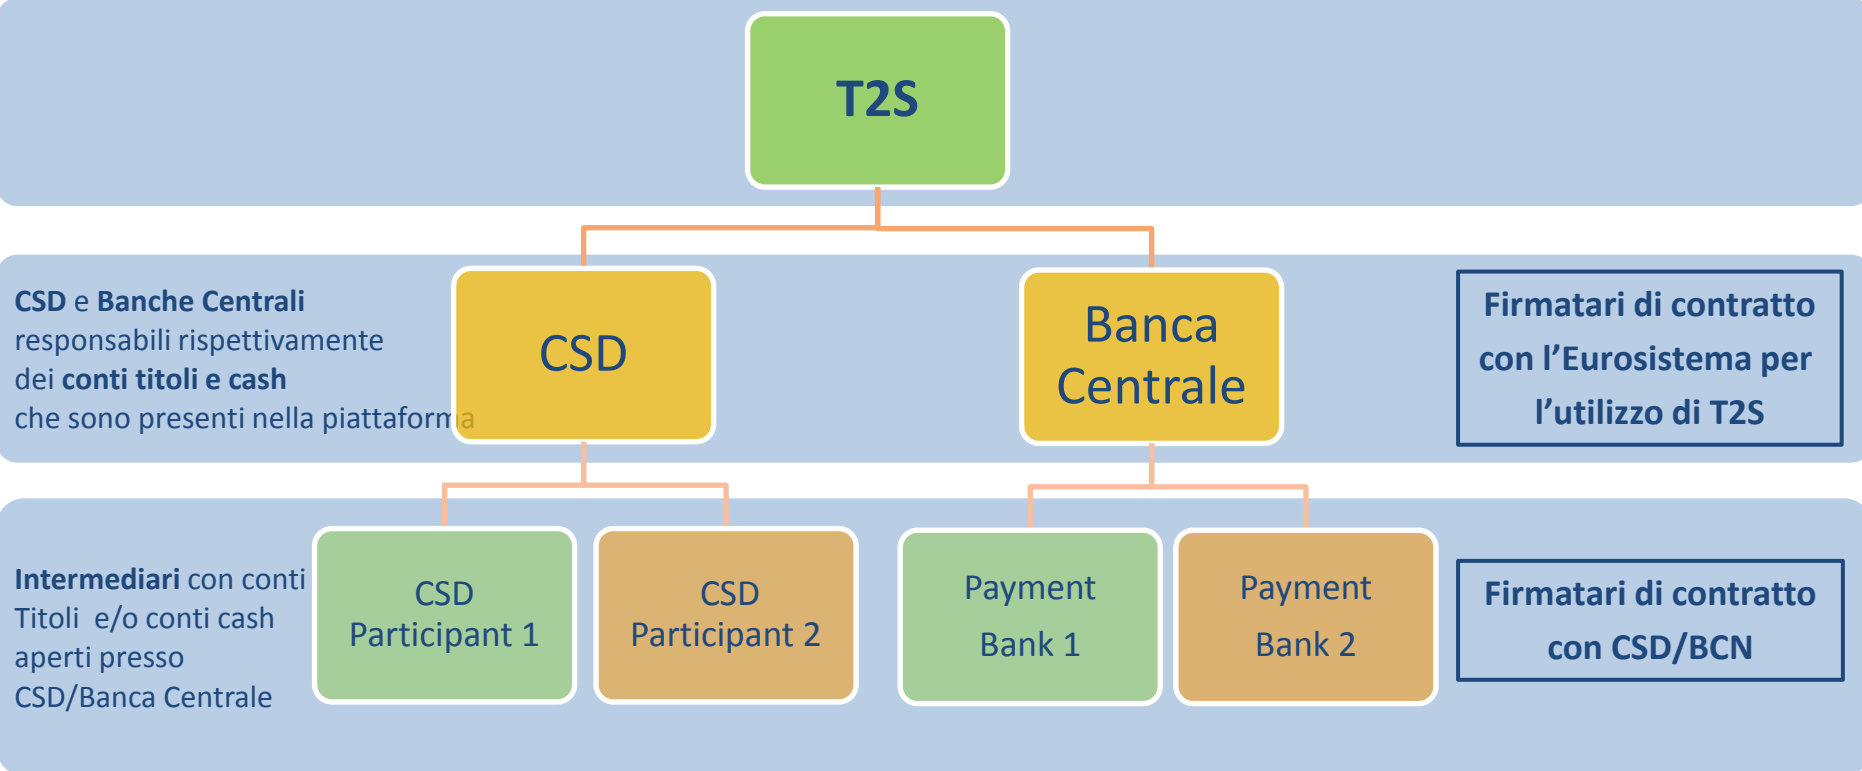 T2S
CSD e Banche Centrali
responsabili rispettivamente
dei conti titoli e cash
che sono presenti nella piattaforma
CSD
Banca
Centrale
Firmatari di contratto
con l’Eurosistema per
l’utilizzo di T2S
Intermediari con conti
Titoli e/o conti cash
aperti presso
CSD/Banca Centrale
CSD
Participant 1
CSD
Participant 2
Payment
Bank 1
Payment
Bank 2
Firmatari di contratto
con CSD/BCN